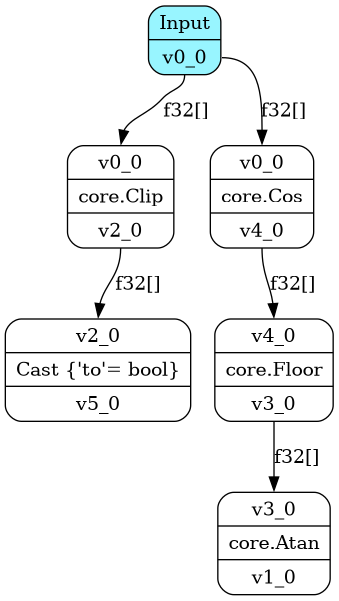 Input
v0_0
f32[]
f32[]
v0_0
core.Clip
v2_0
v0_0
core.Cos
v4_0
f32[]
f32[]
v2_0
Cast {'to'= bool}
v5_0
v4_0
core.Floor
v3_0
f32[]
v3_0
core.Atan
v1_0